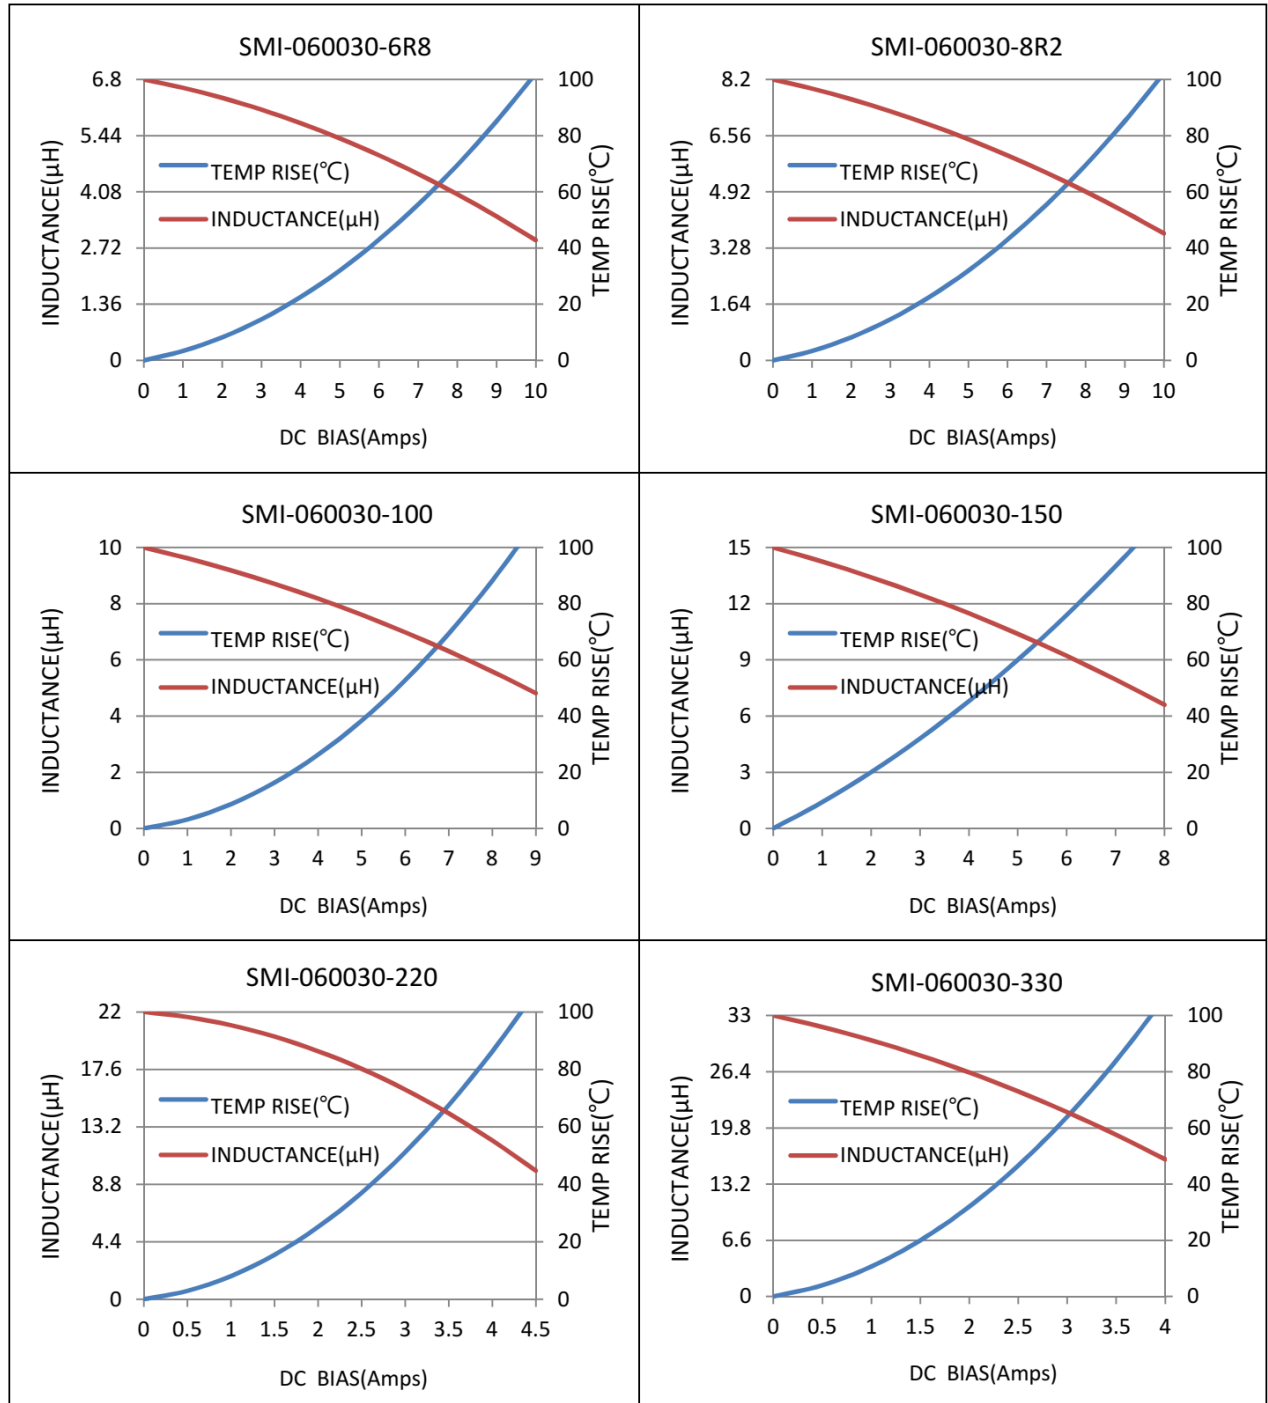 SMI-060030-6R8
6.8
5.44
4.08
2.72
1.36
0
100
80
60
40
20
0
INDUCTANCE(μH)
TEMP RISE(℃)
TEMP RISE(℃)
INDUCTANCE(μH)
0 1 2 3 4 5 6 7 8 9 10
DC BIAS(Amps)
SMI-060030-8R2
8.2
6.56
4.92
3.28
1.64
0
100
80
60
40
20
0
INDUCTANCE(μH)
TEMP RISE(℃)
TEMP RISE(℃)
INDUCTANCE(μH)
0 1 2 3 4 5 6 7 8 9 10
DC BIAS(Amps)
SMI-060030-100
10
8
6
4
2
0
100
80
60
40
20
0
INDUCTANCE(μH)
TEMP RISE(℃)
TEMP RISE(℃)
INDUCTANCE(μH)
0 1 2 3 4 5 6 7 8 9
DC BIAS(Amps)
SMI-060030-150
15
12
9
6
3
0
100
80
60
40
20
0
INDUCTANCE(μH)
TEMP RISE(℃)
TEMP RISE(℃)
INDUCTANCE(μH)
0 1 2 3 4 5 6 7 8
DC BIAS(Amps)
SMI-060030-220
22
17.6
13.2
8.8
4.4
0
100
80
60
40
20
0
INDUCTANCE(μH)
TEMP RISE(℃)
TEMP RISE(℃)
INDUCTANCE(μH)
0 0.5 1 1.5 2 2.5 3 3.5 4 4.5
DC BIAS(Amps)
SMI-060030-330
33
26.4
19.8
13.2
6.6
0
100
80
60
40
20
0
INDUCTANCE(μH)
TEMP RISE(℃)
TEMP RISE(℃)
INDUCTANCE(μH)
0 0.5 1 1.5 2 2.5 3 3.5 4
DC BIAS(Amps)